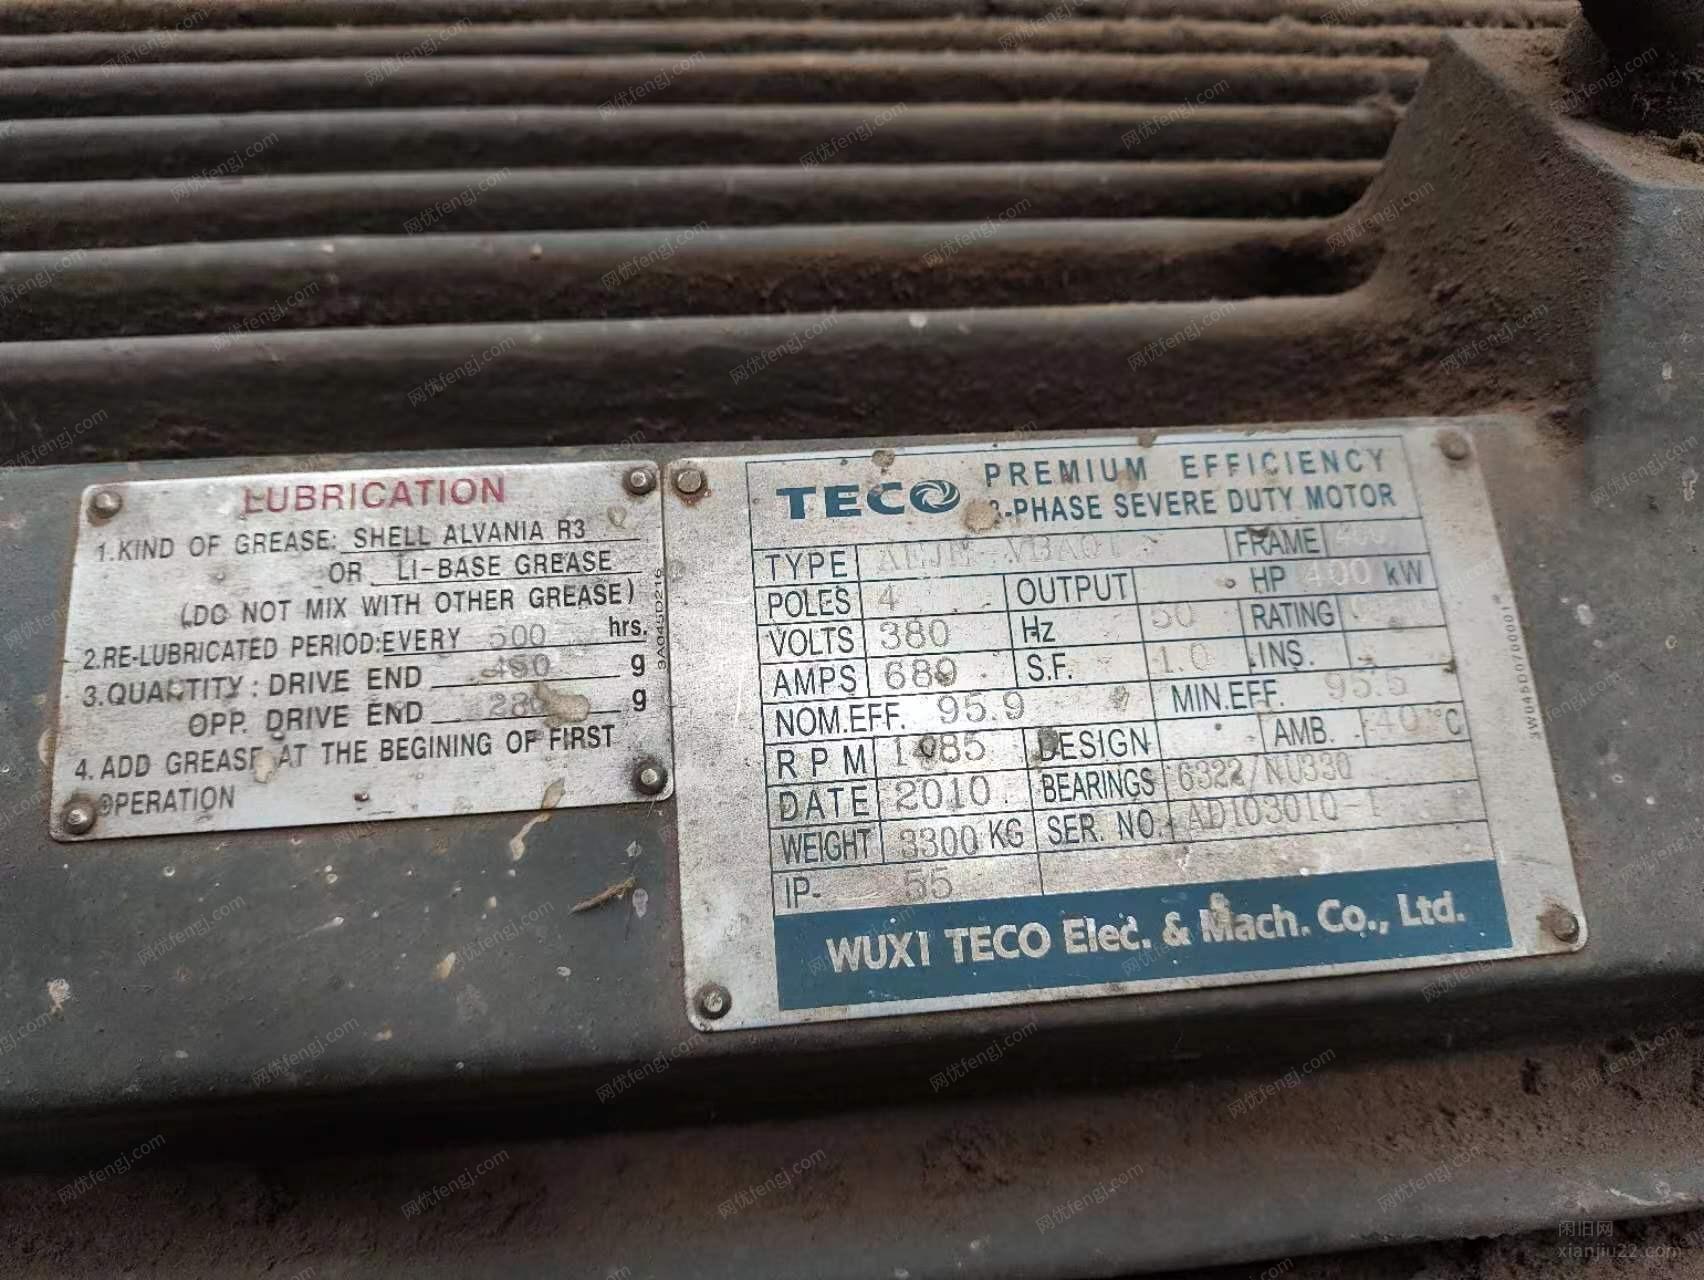 LUBRICATION
1.KIND OF GREASE: SHELL ALVANIA R3
OR LI-BASE GREASE
(DO NOT MIX WITH OTHER GREASE)
2.RE-LUBRICATED PERIOD:EVERY 500 hrs.
3.QUANTITY : DRIVE END g
OPP. DRIVE END g
4. ADD GREASE AT THE BEGINING OF FIRST
OPERATION
3A045D216
TECO PREMIUM EFFICIENCY
3-PHASE SEVERE DUTY MOTOR
TYPE FRAME 400
POLES 4 OUTPUT HP 400 kW
VOLTS 380 Hz 50 RATING
AMPS 689 S.F. 1.0 INS.
NOM.EFF. 95.9 MIN.EFF. 95.5
RPM 1485 DESIGN AMB. 40 °C
DATE 2010 BEARINGS 6322/NU330
WEIGHT 3300 KG SER. NO. AD103010-1
IP- 55
WUXI TECO Elec. & Mach. Co., Ltd.
3W045D070001
网优fengj.com
闲旧网
xianjiu22.com